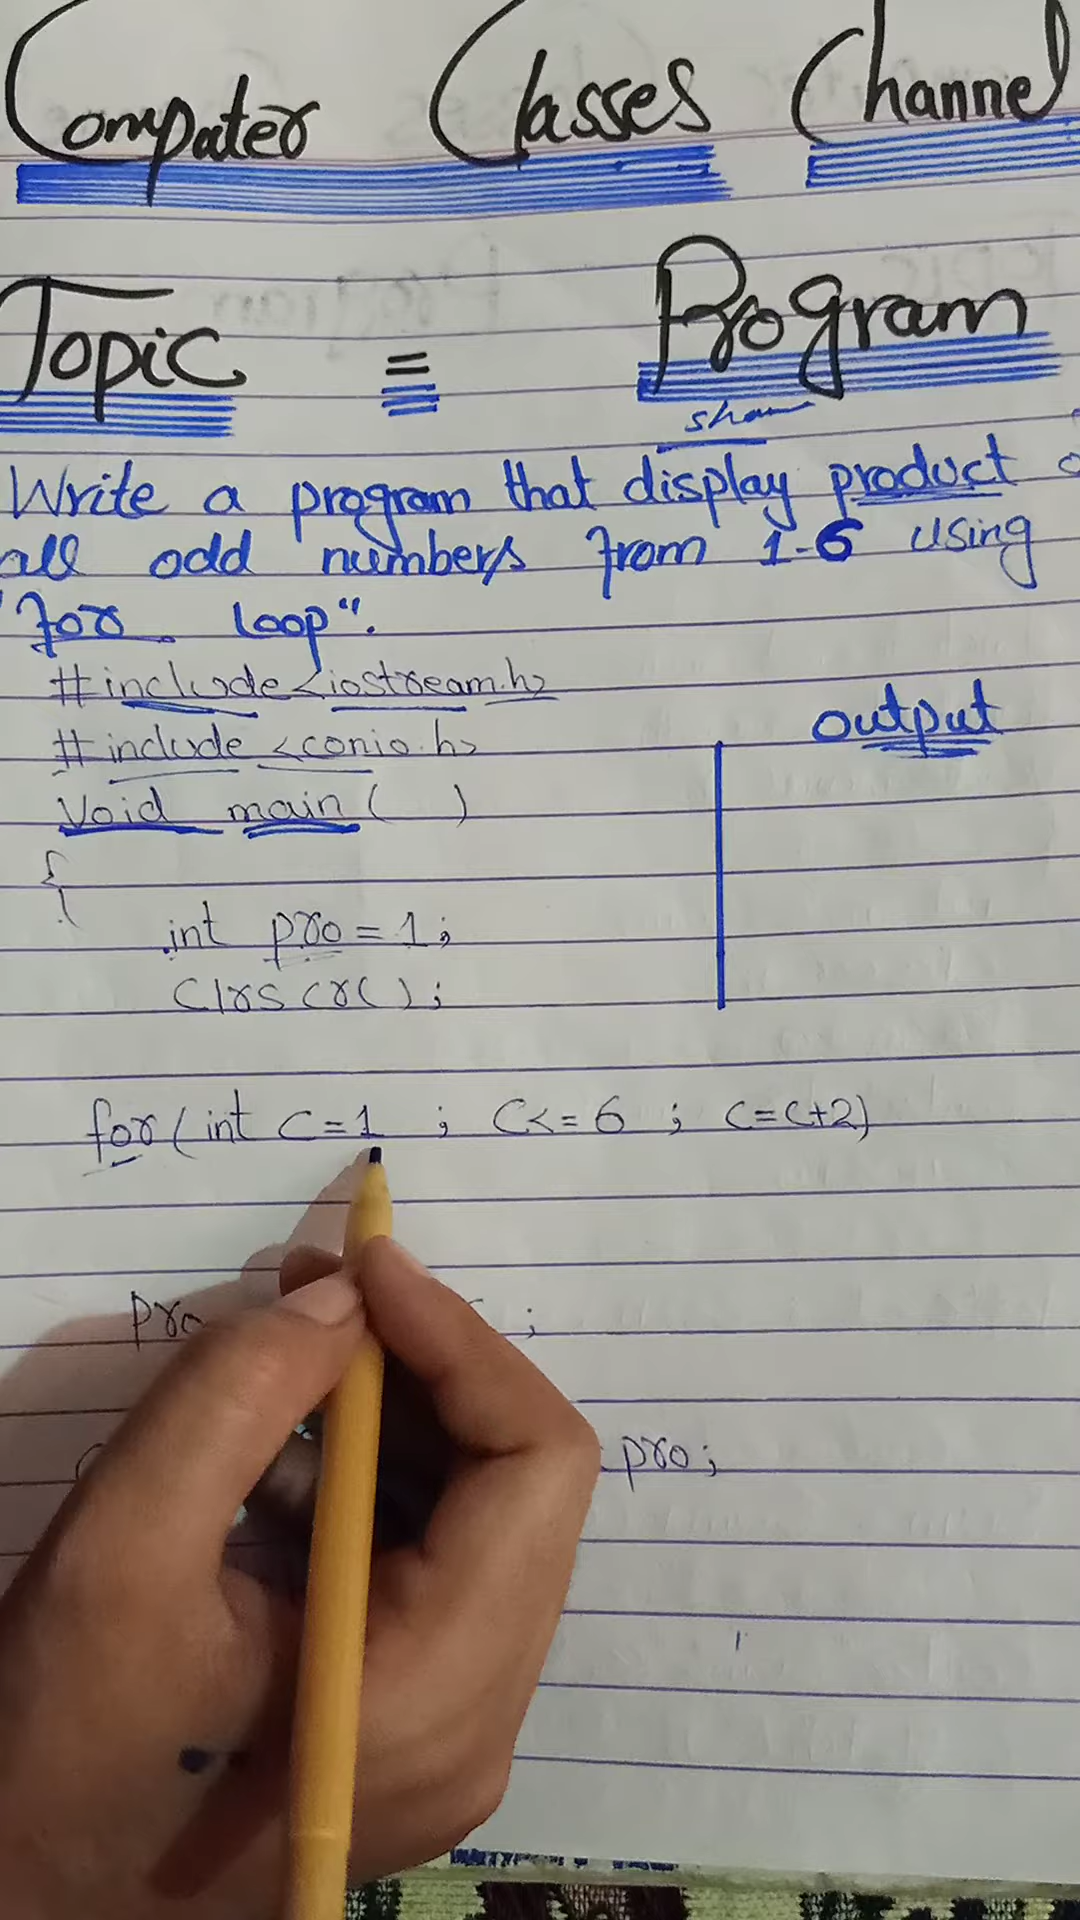 Computer Classes Channel
Topic = Program
show
Write a program that display product
all odd numbers from 1-6 using
"for loop".
#include<iostream.h>
#include <conio.h>
output
Void main( )
{
int pro = 1;
Clrscr();
for(int C=1 ; C<=6 ; C=C+2)
pro ;
pro;